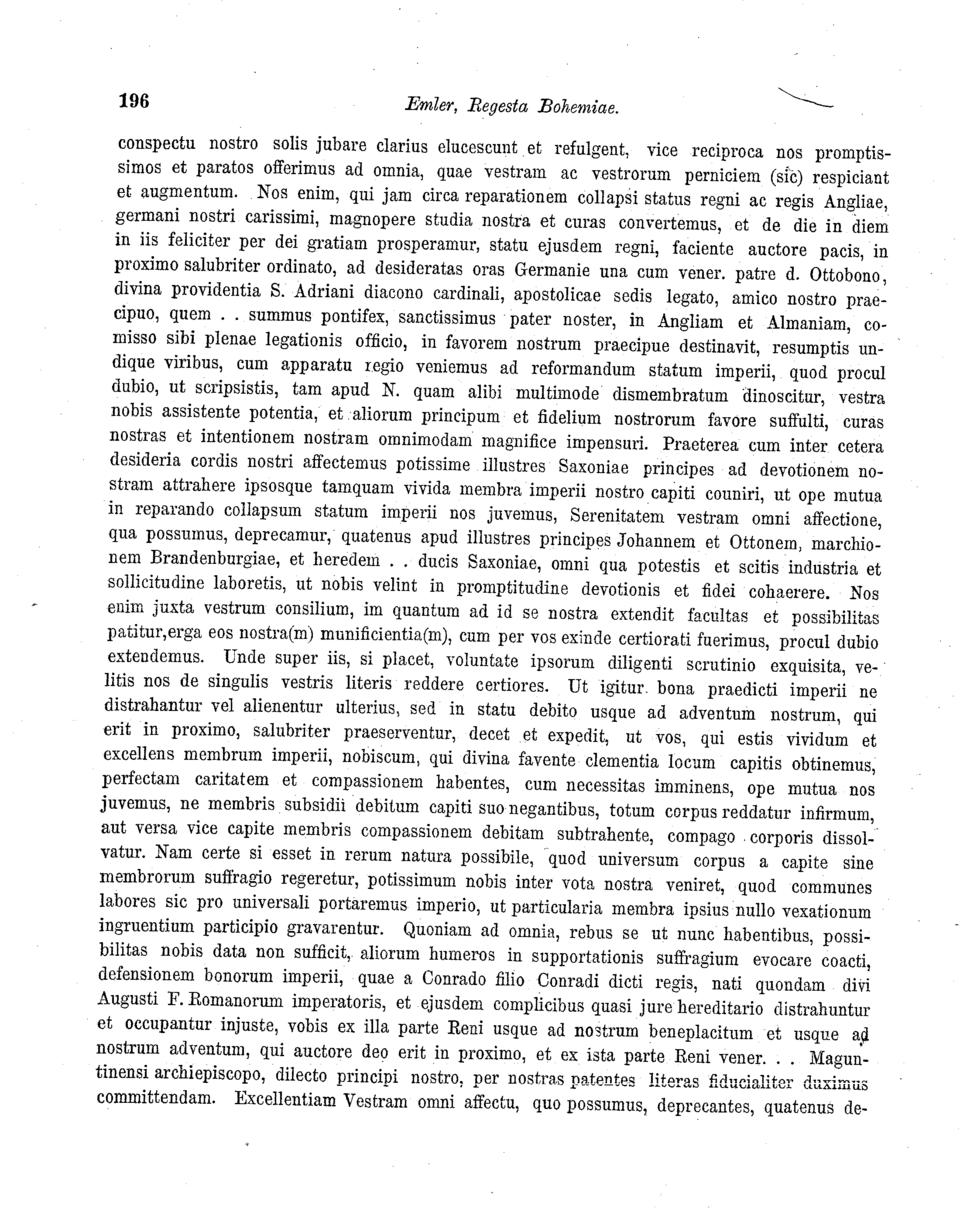 196
Emler, Regesta Bohemiae.
conspectu nostro solis jubare clarius elucescunt et refulgent, vice reciproca nos promptis-
simos et paratos offerimus ad omnia, quae vestram ac vestrorum perniciem (sic) respiciant
et augmentum. Nos enim, qui jam circa reparationem collapsi status regni ac regis Angliae,
germani nostri carissimi, magnopere studia nostra et curas convertemus, et de die in diem
in iis feliciter per dei gratiam prosperamur, statu ejusdem regni, faciente auctore pacis, in
proximo salubriter ordinato, ad desideratas oras Germanie una cum vener. patre d. Ottobono,
divina providentia S. Adriani diacono cardinali, apostolicae sedis legato, amico nostro prae-
cipuo, quem . . summus pontifex, sanctissimus pater noster, in Angliam et Almaniam, co-
misso sibi plenae legationis officio, in favorem nostrum praecipue destinavit, resumptis un-
dique viribus, cum apparatu regio veniemus ad reformandum statum imperii, quod procul
dubio, ut scripsistis, tam apud N. quam alibi multimode dismembratum dinoscitur, vestra
nobis assistente potentia, et aliorum principum et fidelium nostrorum favore suffulti, curas
nostras et intentionem nostram omnimodam magnifice impensuri. Praeterea cum inter cetera
desideria cordis nostri affectemus potissime illustres Saxoniae principes ad devotionem no-
stram attrahere ipsosque tamquam vivida membra imperii nostro capiti couniri, ut ope mutua
in reparando collapsum statum imperii nos juvemus, Serenitatem vestram omni affectione,
qua possumus, deprecamur, quatenus apud illustres principes Johannem et Ottonem, marchio-
nem Brandenburgiae, et heredem . . ducis Saxoniae, omni qua potestis et scitis industria et
sollicitudine laboretis, ut nobis velint in promptitudine devotionis et fidei cohaerere. Nos
enim juxta vestrum consilium, im quantum ad id se nostra extendit facultas et possibilitas
patitur,erga eos nostra(m) munificientia(m), cum per vos exinde certiorati fuerimus, procul dubio
extendemus. Unde super iis, si placet, voluntate ipsorum diligenti scrutinio exquisita, ve-
litis nos de singulis vestris literis reddere certiores. Ut igitur bona praedicti imperii ne
distrahantur vel alienentur ulterius, sed in statu debito usque ad adventum nostrum, qui
erit in proximo, salubriter praeserventur, decet et expedit, ut vos, qui estis vividum et
excellens membrum imperii, nobiscum, qui divina favente clementia locum capitis obtinemus,
perfectam caritatem et compassionem habentes, cum necessitas imminens, ope mutua nos
juvemus, ne membris subsidii debitum capiti suo negantibus, totum corpus reddatur infirmum,
aut versa vice capite membris compassionem debitam subtrahente, compago corporis dissol-
vatur. Nam certe si esset in rerum natura possibile, quod universum corpus a capite sine
membrorum suffragio regeretur, potissimum nobis inter vota nostra veniret, quod communes
labores sic pro universali portaremus imperio, ut particularia membra ipsius nullo vexationum
ingruentium participio gravarentur. Quoniam ad omnia, rebus se ut nunc habentibus, possi-
bilitas nobis data non sufficit, aliorum humeros in supportationis suffragium evocare coacti,
defensionem bonorum imperii, quae a Conrado filio Conradi dicti regis, nati quondam divi
Augusti F. Romanorum imperatoris, et ejusdem complicibus quasi jure hereditario distrahuntur
et occupantur injuste, vobis ex illa parte Reni usque ad nostrum beneplacitum et usque ad
nostrum adventum, qui auctore deo erit in proximo, et ex ista parte Reni vener. . . Magun-
tinensi archiepiscopo, dilecto principi nostro, per nostras patentes literas fiducialiter duximus
committendam. Excellentiam Vestram omni affectu, quo possumus, deprecantes, quatenus de-